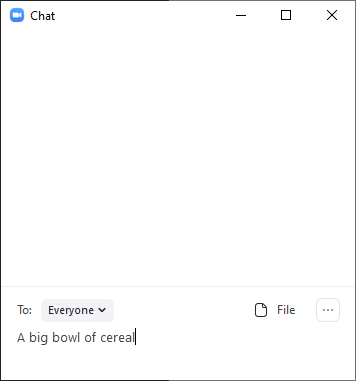 Chat
To: Everyone File
A big bowl of cereal